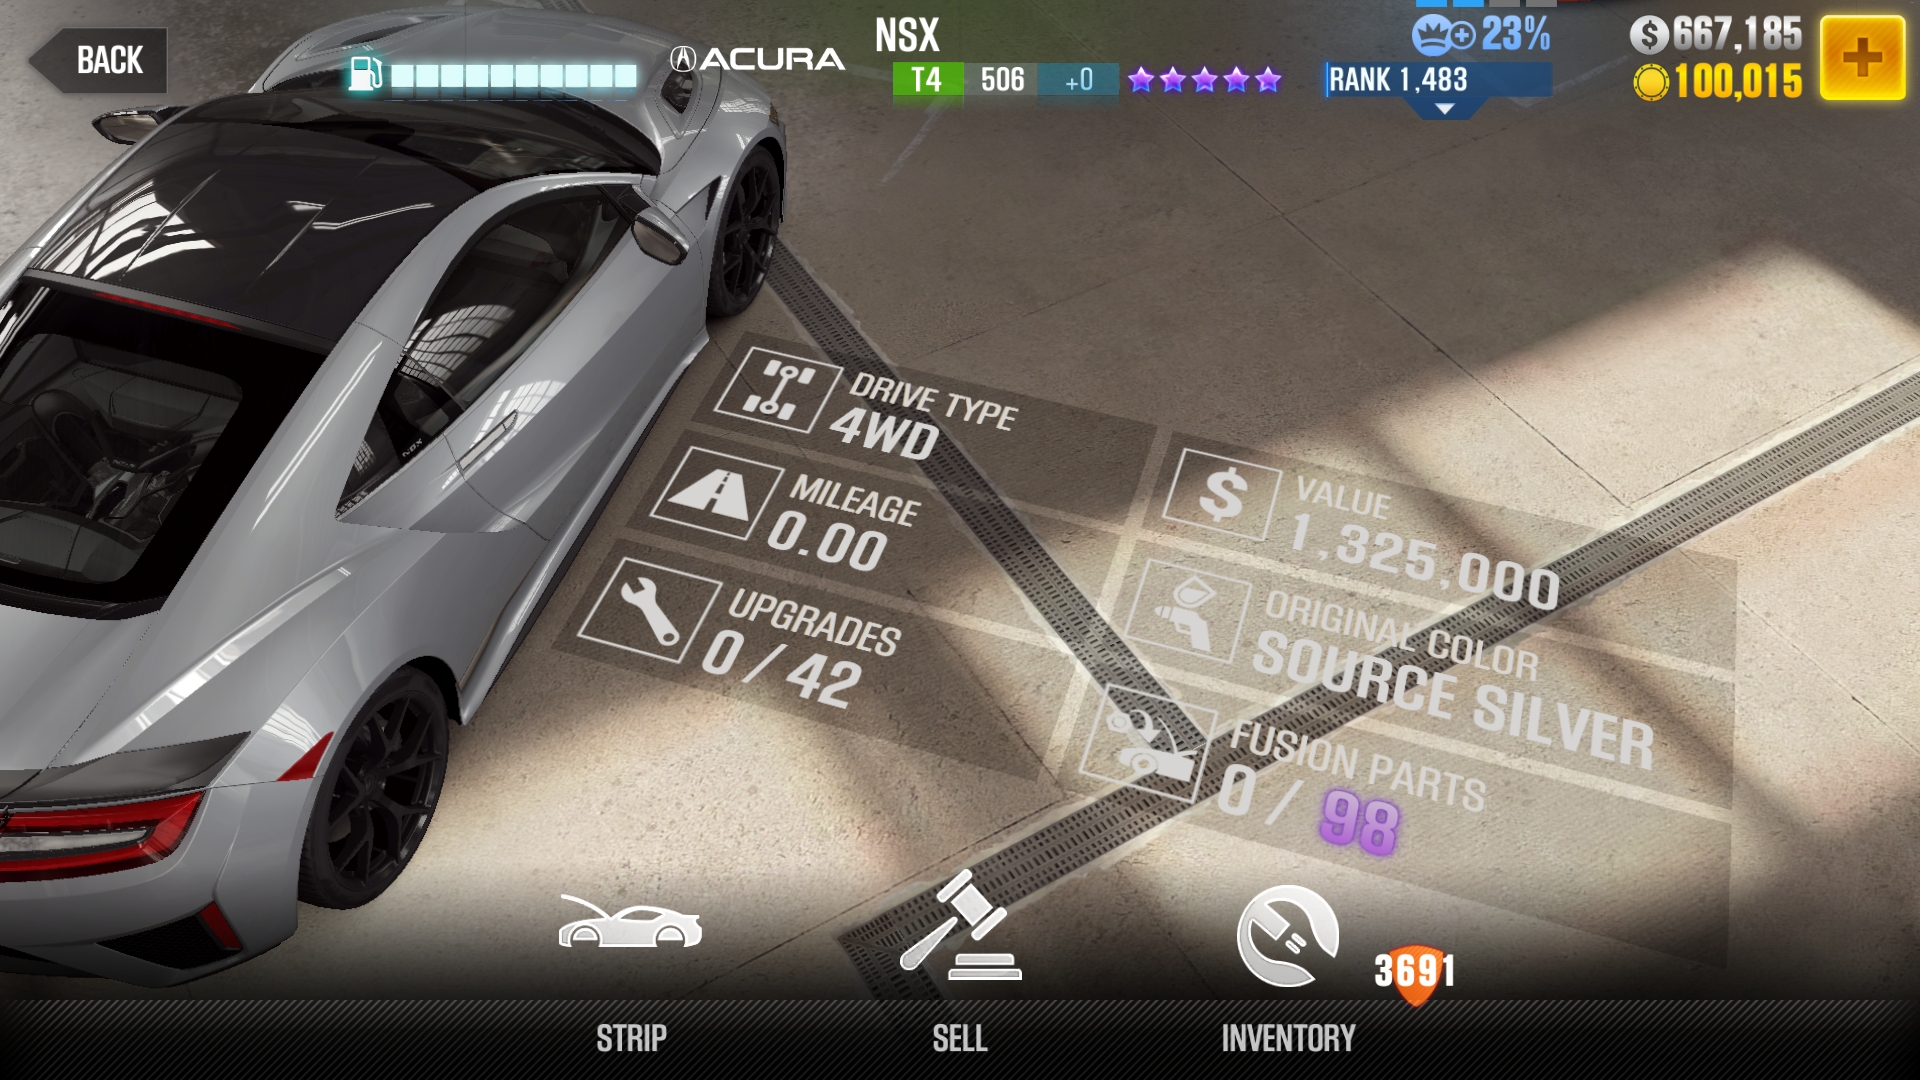 BACK
ACURA
NSX
T4 506 +0
23%
RANK 1,483
667,185
100,015
DRIVE TYPE
4WD
MILEAGE
0.00
UPGRADES
0/42
VALUE
1,325,000
ORIGINAL COLOR
SOURCE SILVER
FUSION PARTS
0/98
3691
STRIP
SELL
INVENTORY